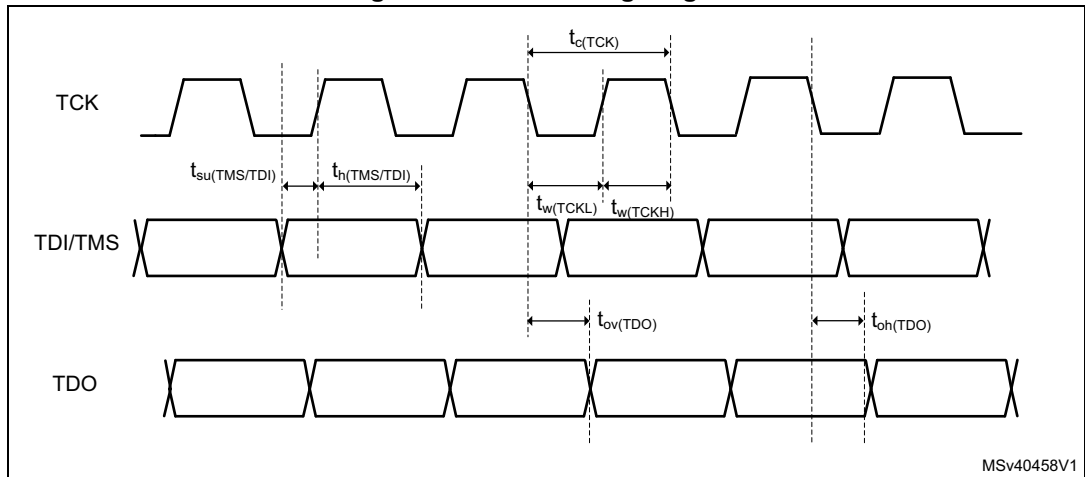 t_c(TCK)
TCK
t_su(TMS/TDI)
t_h(TMS/TDI)
t_w(TCKL)
t_w(TCKH)
TDI/TMS
t_ov(TDO)
t_oh(TDO)
TDO
MSv40458V1